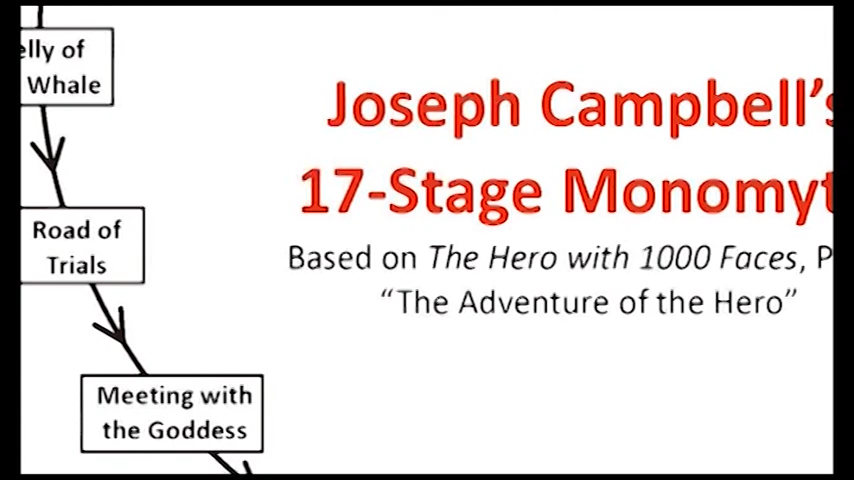 elly of
Whale
Joseph Campbell's
17-Stage Monomyt
Road of
Trials
Based on The Hero with 1000 Faces, P
“The Adventure of the Hero”
Meeting with
the Goddess